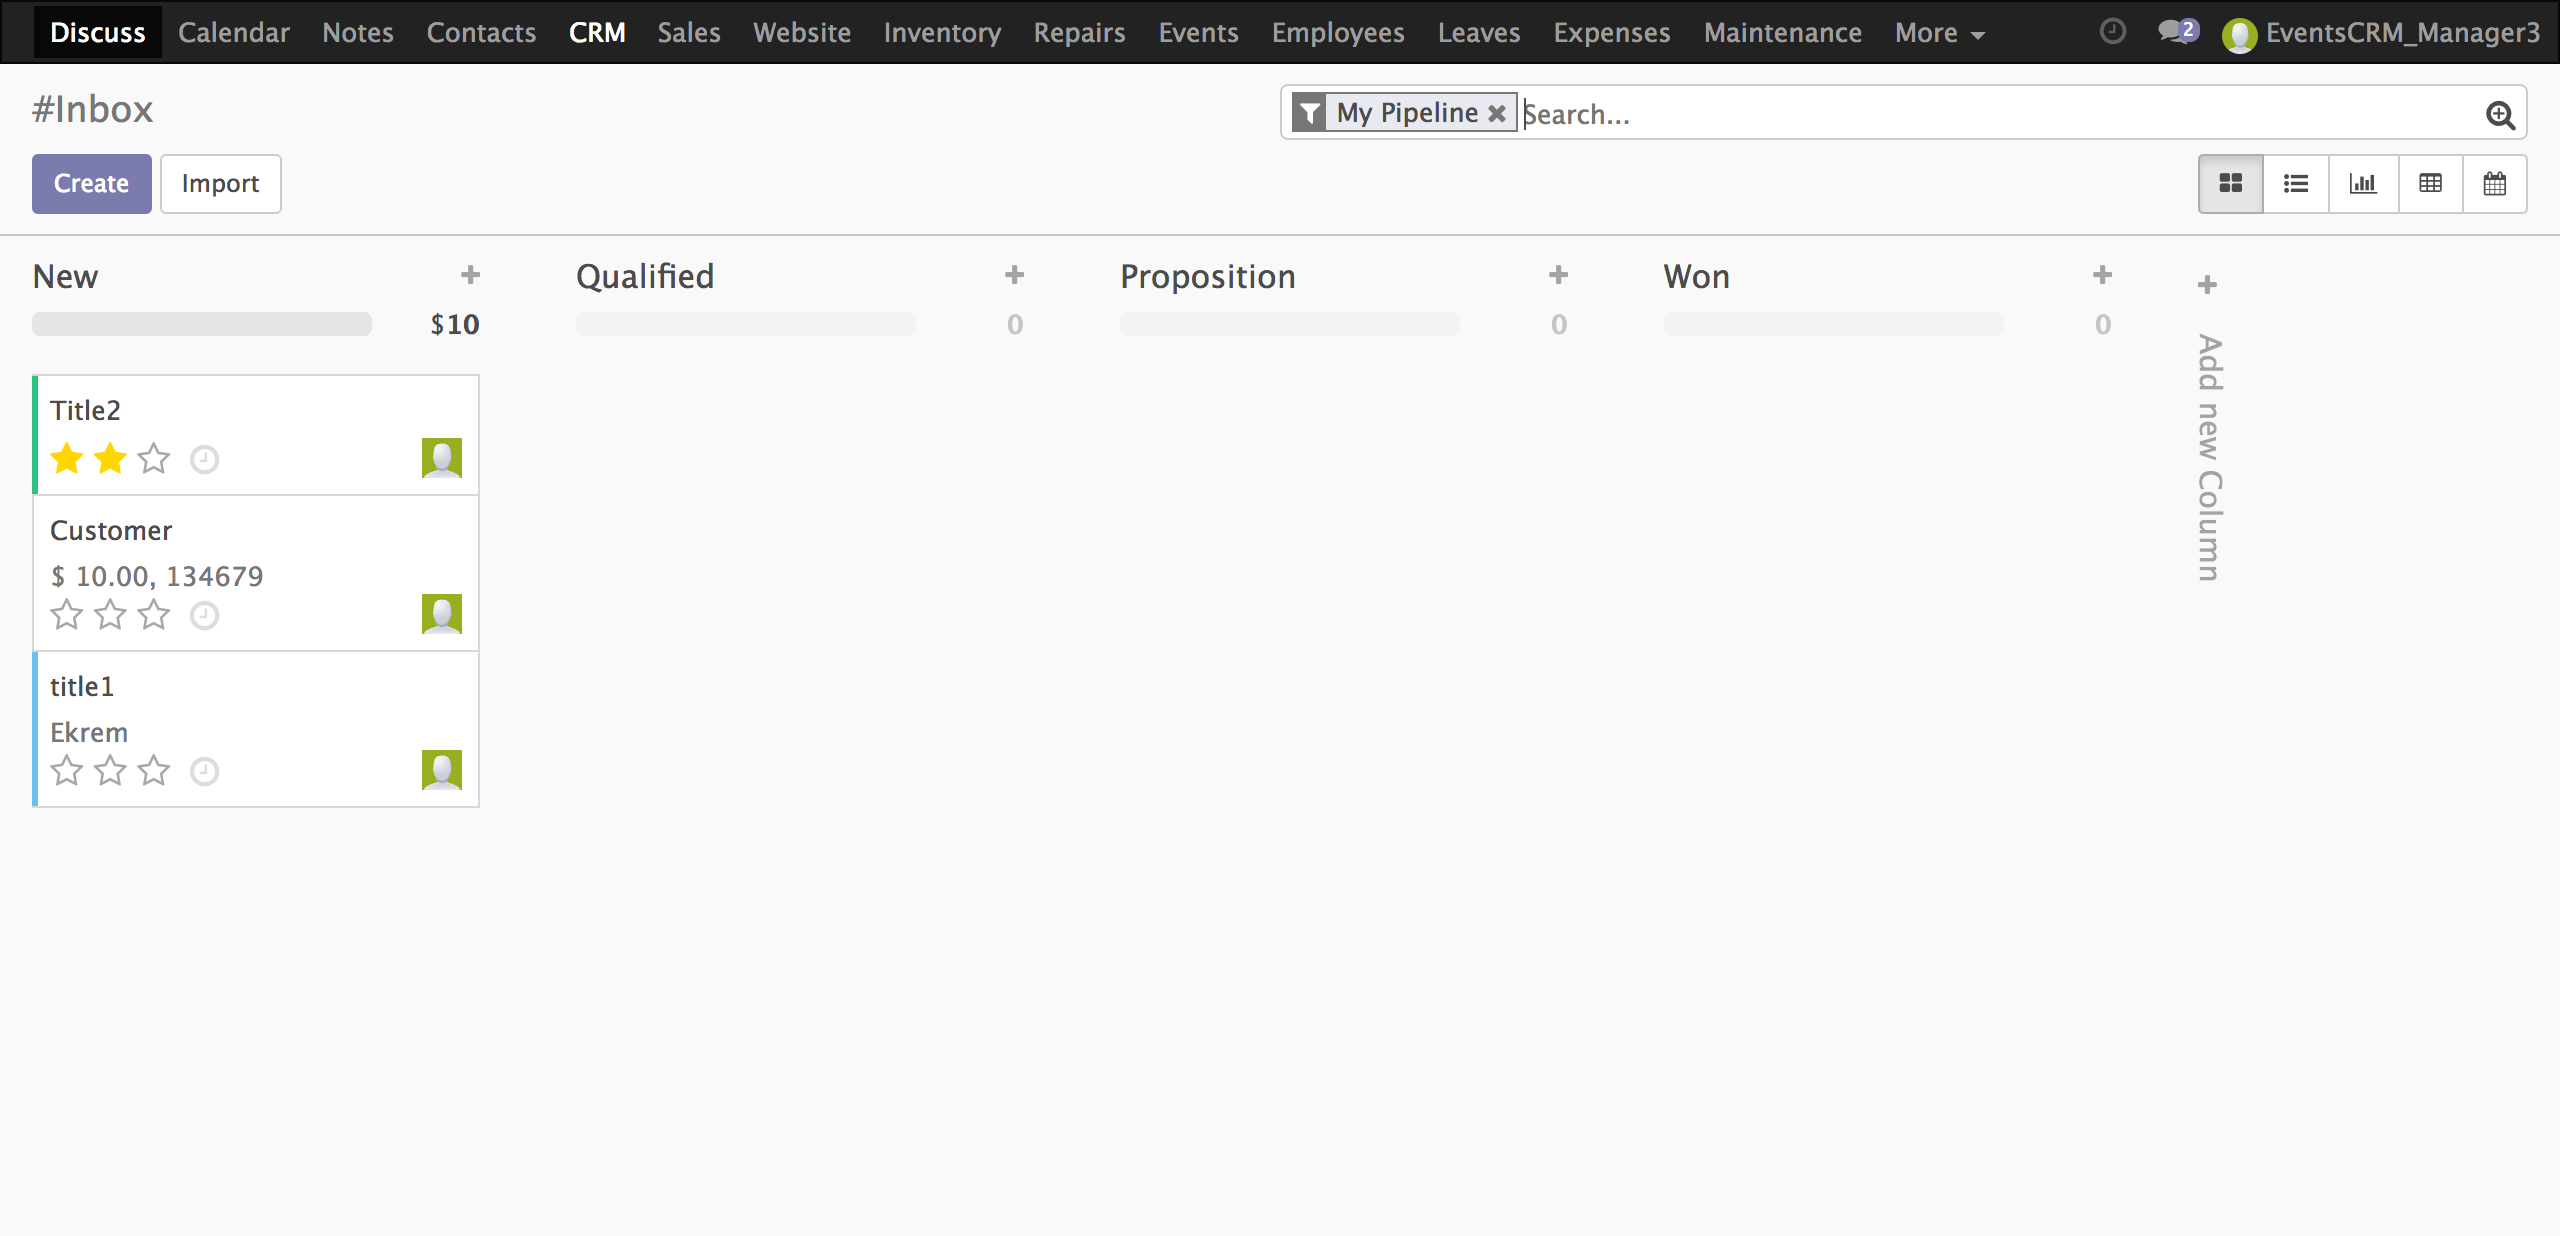 Discuss Calendar Notes Contacts CRM Sales Website Inventory Repairs Events Employees Leaves Expenses Maintenance More 2 EventsCRM_Manager3
#Inbox
My Pipeline Search...
Create Import
New Qualified Proposition Won
$10 0 0 0
Add new Column
Title2
Customer
$ 10.00, 134679
title1
Ekrem